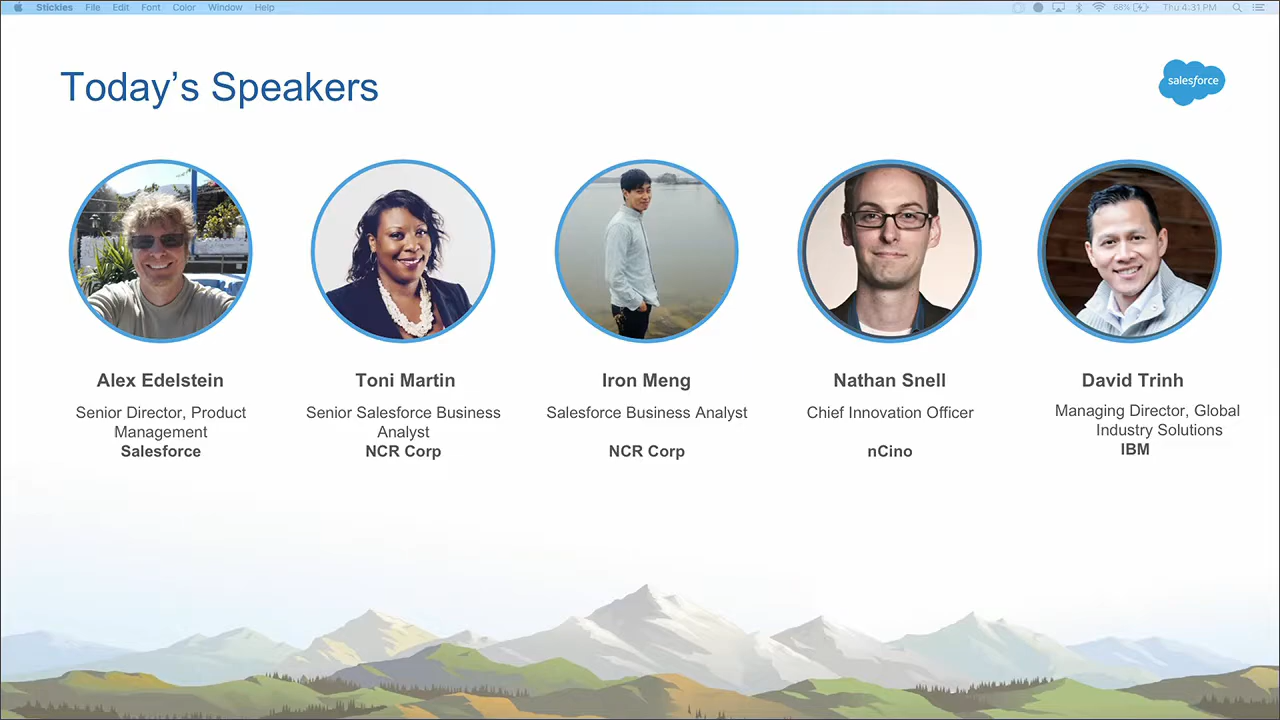 Stickies File Edit Font Color Window Help 68% Thu 4:31 PM
Today's Speakers
salesforce
Alex Edelstein
Senior Director, Product
Management
Salesforce
Toni Martin
Senior Salesforce Business
Analyst
NCR Corp
Iron Meng
Salesforce Business Analyst
NCR Corp
Nathan Snell
Chief Innovation Officer
nCino
David Trinh
Managing Director, Global
Industry Solutions
IBM